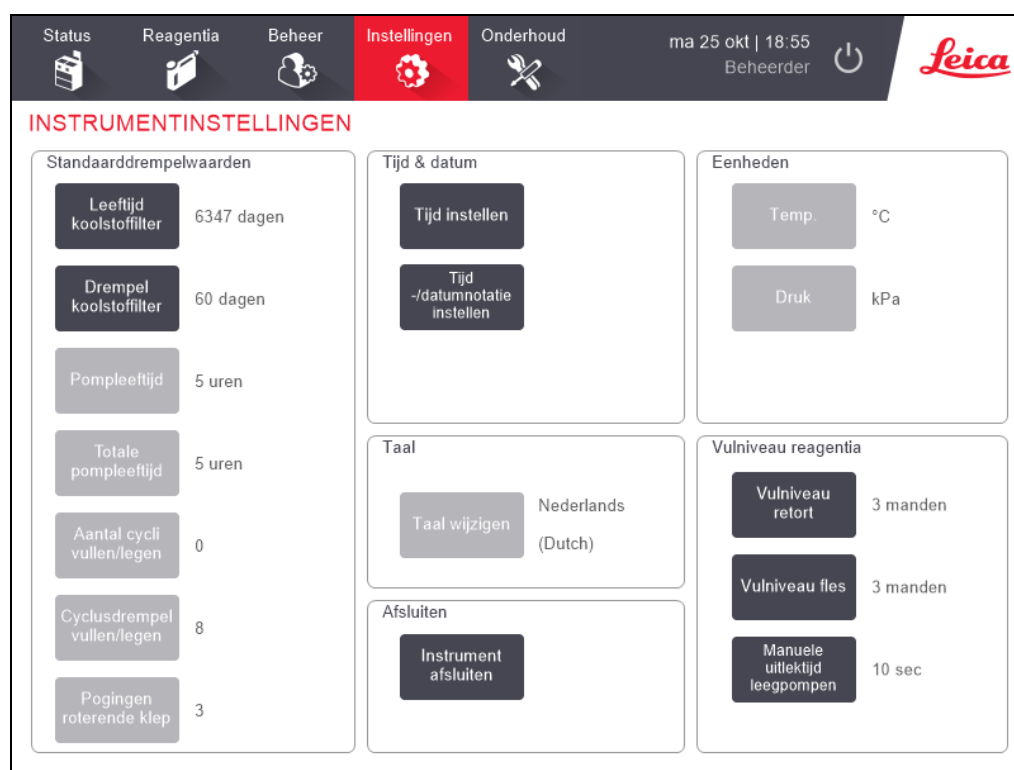 Status
Reagentia
Beheer
Instellingen
Onderhoud
ma 25 okt | 18:55
Beheerder
Leica
INSTRUMENTINSTELLINGEN
Standaarddrempelwaarden
Leeftijd
koolstoffilter
6347 dagen
Drempel
koolstoffilter
60 dagen
Pompleeftijd
5 uren
Totale
pompleeftijd
5 uren
Aantal cycli
vullen/legen
0
Cyclusdrempel
vullen/legen
8
Pogingen
roterende klep
3
Tijd & datum
Tijd instellen
Tijd
-/datumnotatie
instellen
Taal
Taal wijzigen
Nederlands
(Dutch)
Afsluiten
Instrument
afsluiten
Eenheden
Temp.
°C
Druk
kPa
Vulniveau reagentia
Vulniveau
retort
3 manden
Vulniveau fles
3 manden
Manuele
uitlektijd
leegpompen
10 sec